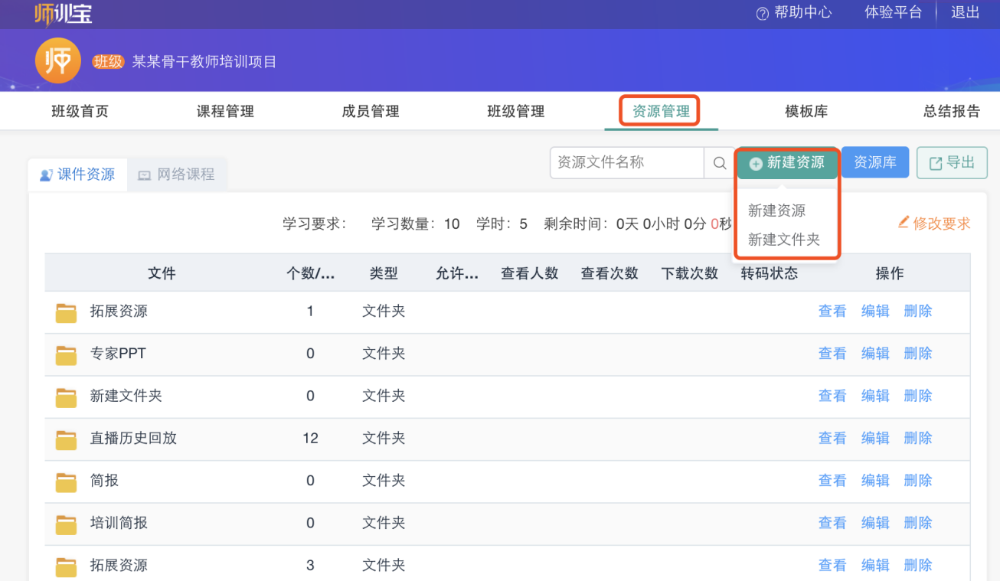 师训宝 帮助中心 体验平台 退出
师 班级 某某骨干教师培训项目
班级首页 课程管理 成员管理 班级管理 资源管理 模板库 总结报告
课件资源 网络课程 资源文件名称 新建资源 资源库 导出
新建资源
学习要求： 学习数量：10 学时：5 剩余时间：0天 0小时 0分 0秒 修改要求
新建文件夹
文件 个数/... 类型 允许... 查看人数 查看次数 下载次数 转码状态 操作
拓展资源 1 文件夹 查看 编辑 删除
专家PPT 0 文件夹 查看 编辑 删除
新建文件夹 0 文件夹 查看 编辑 删除
直播历史回放 12 文件夹 查看 编辑 删除
简报 0 文件夹 查看 编辑 删除
培训简报 0 文件夹 查看 编辑 删除
拓展资源 3 文件夹 查看 编辑 删除